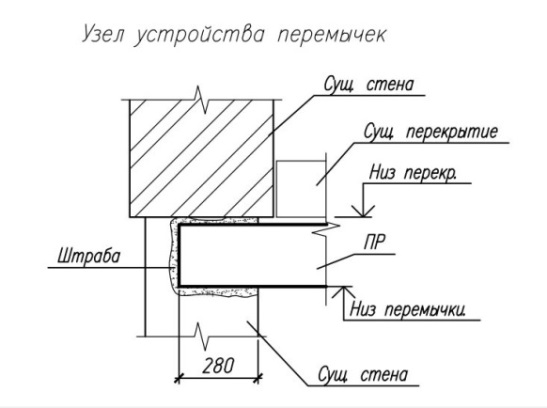 Узел устройства перемычек
Сущ стена
Сущ перекрытие
Низ перекр.
Штраба
ПР
Низ перемычки.
280
Сущ стена